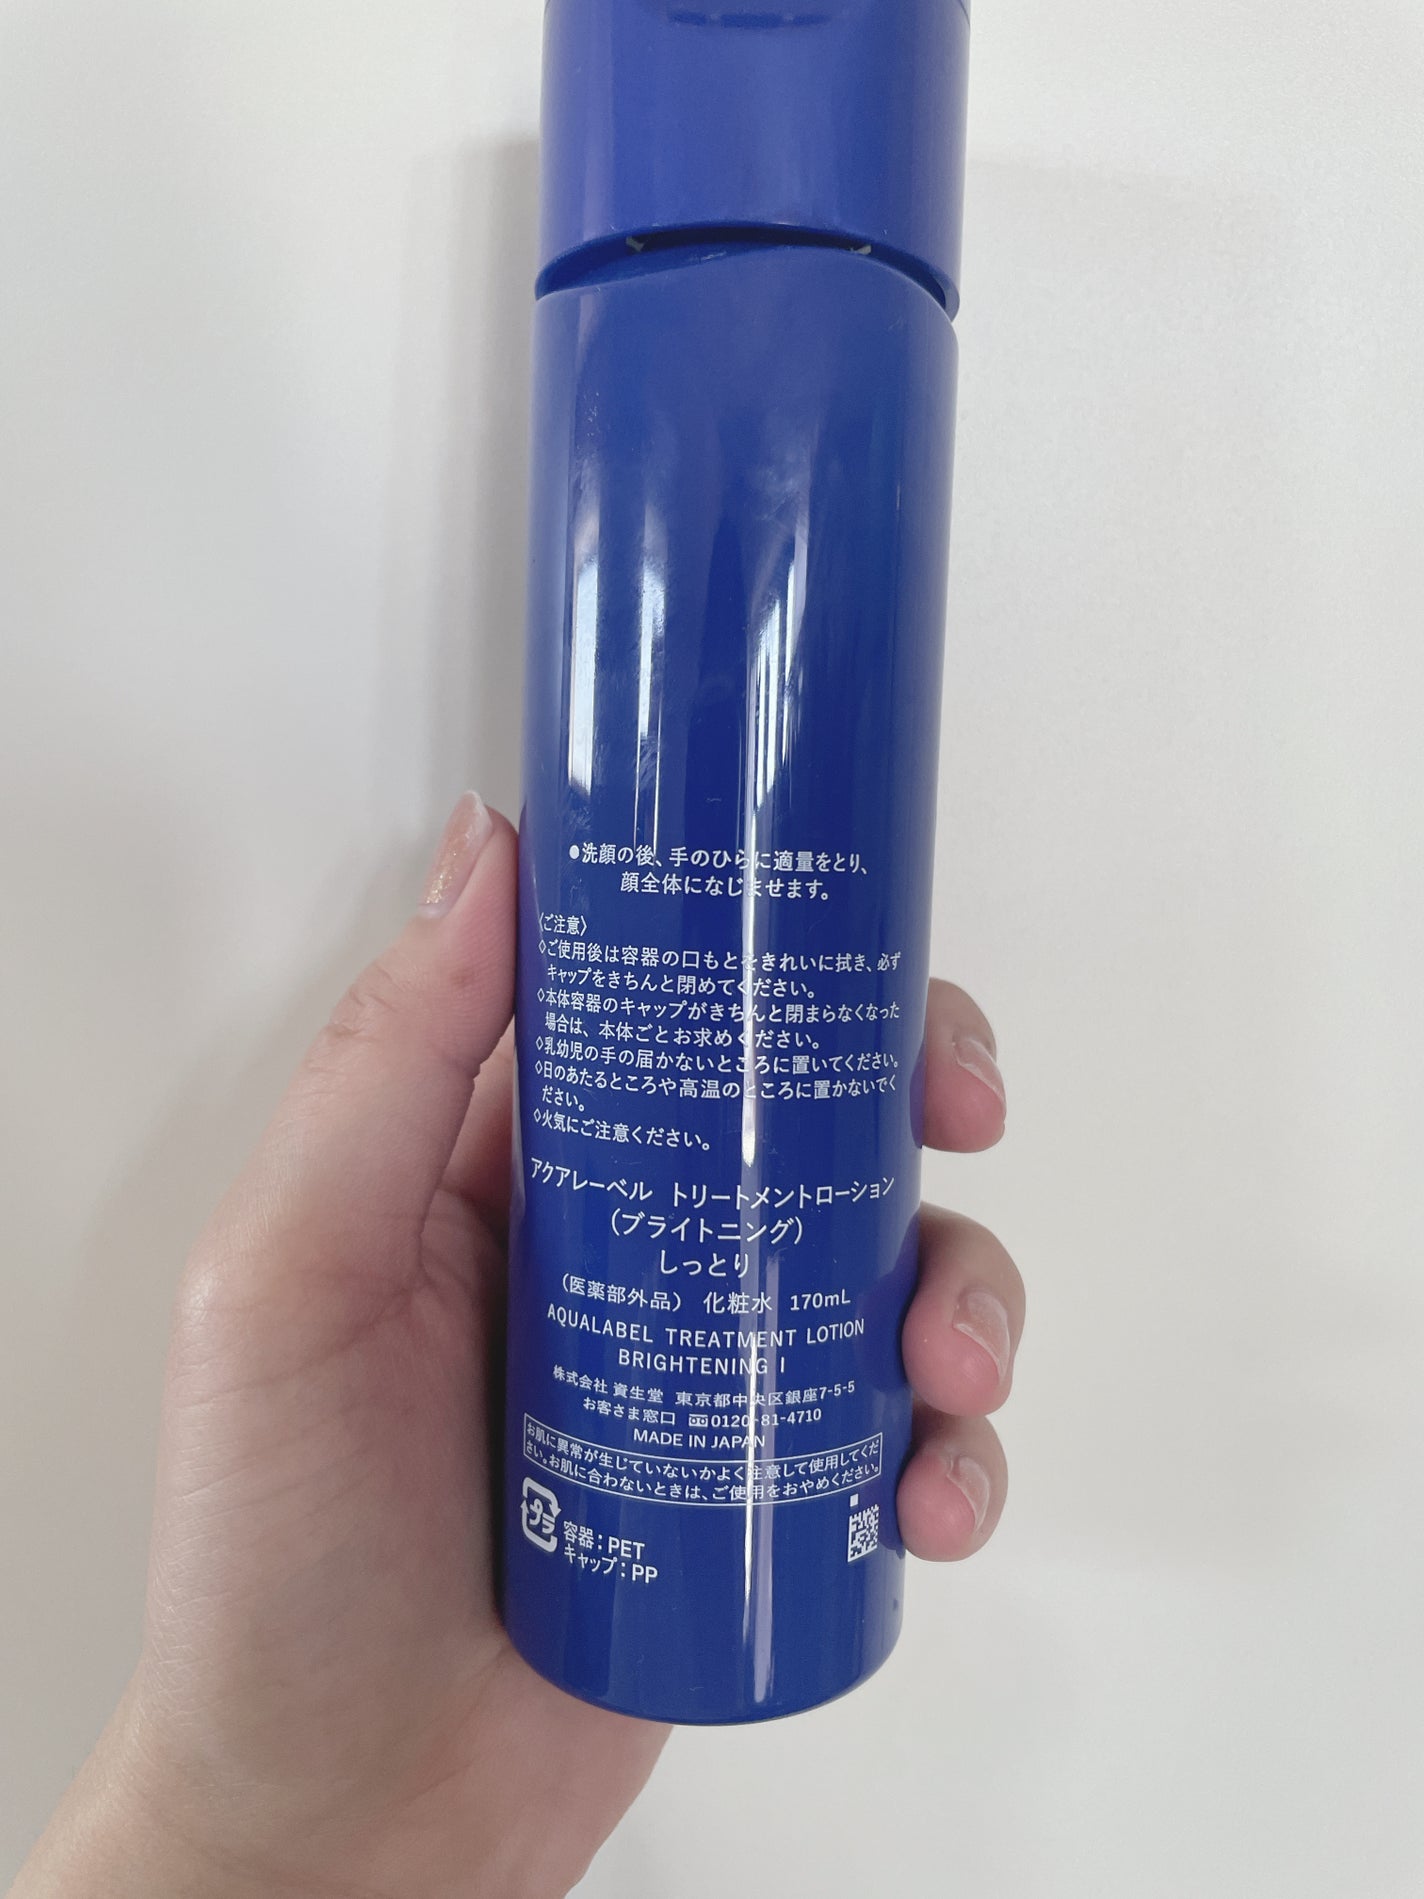 ●洗顔の後、手のひらに適量をとり、
顔全体になじませます。
〈ご注意〉
◇ご使用後は容器の口もとをきれいに拭き、必ず
キャップをきちんと閉めてください。
◇本体容器のキャップがきちんと閉まらなくなった
場合は、本体ごとお求めください。
◇乳幼児の手の届かないところに置いてください。
◇日のあたるところや高温のところに置かないでく
ださい。
◇火気にご注意ください。
アクアレーベル トリートメントローション
（ブライトニング）
しっとり
（医薬部外品） 化粧水 170mL
AQUALABEL TREATMENT LOTION
BRIGHTENING I
株式会社 資生堂 東京都中央区銀座7-5-5
お客さま窓口 0120-81-4710
MADE IN JAPAN
お肌に異常が生じていないかよく注意して使用してくだ
さい。お肌に合わないときは、ご使用をおやめください。
プラ
容器：PET
キャップ：PP